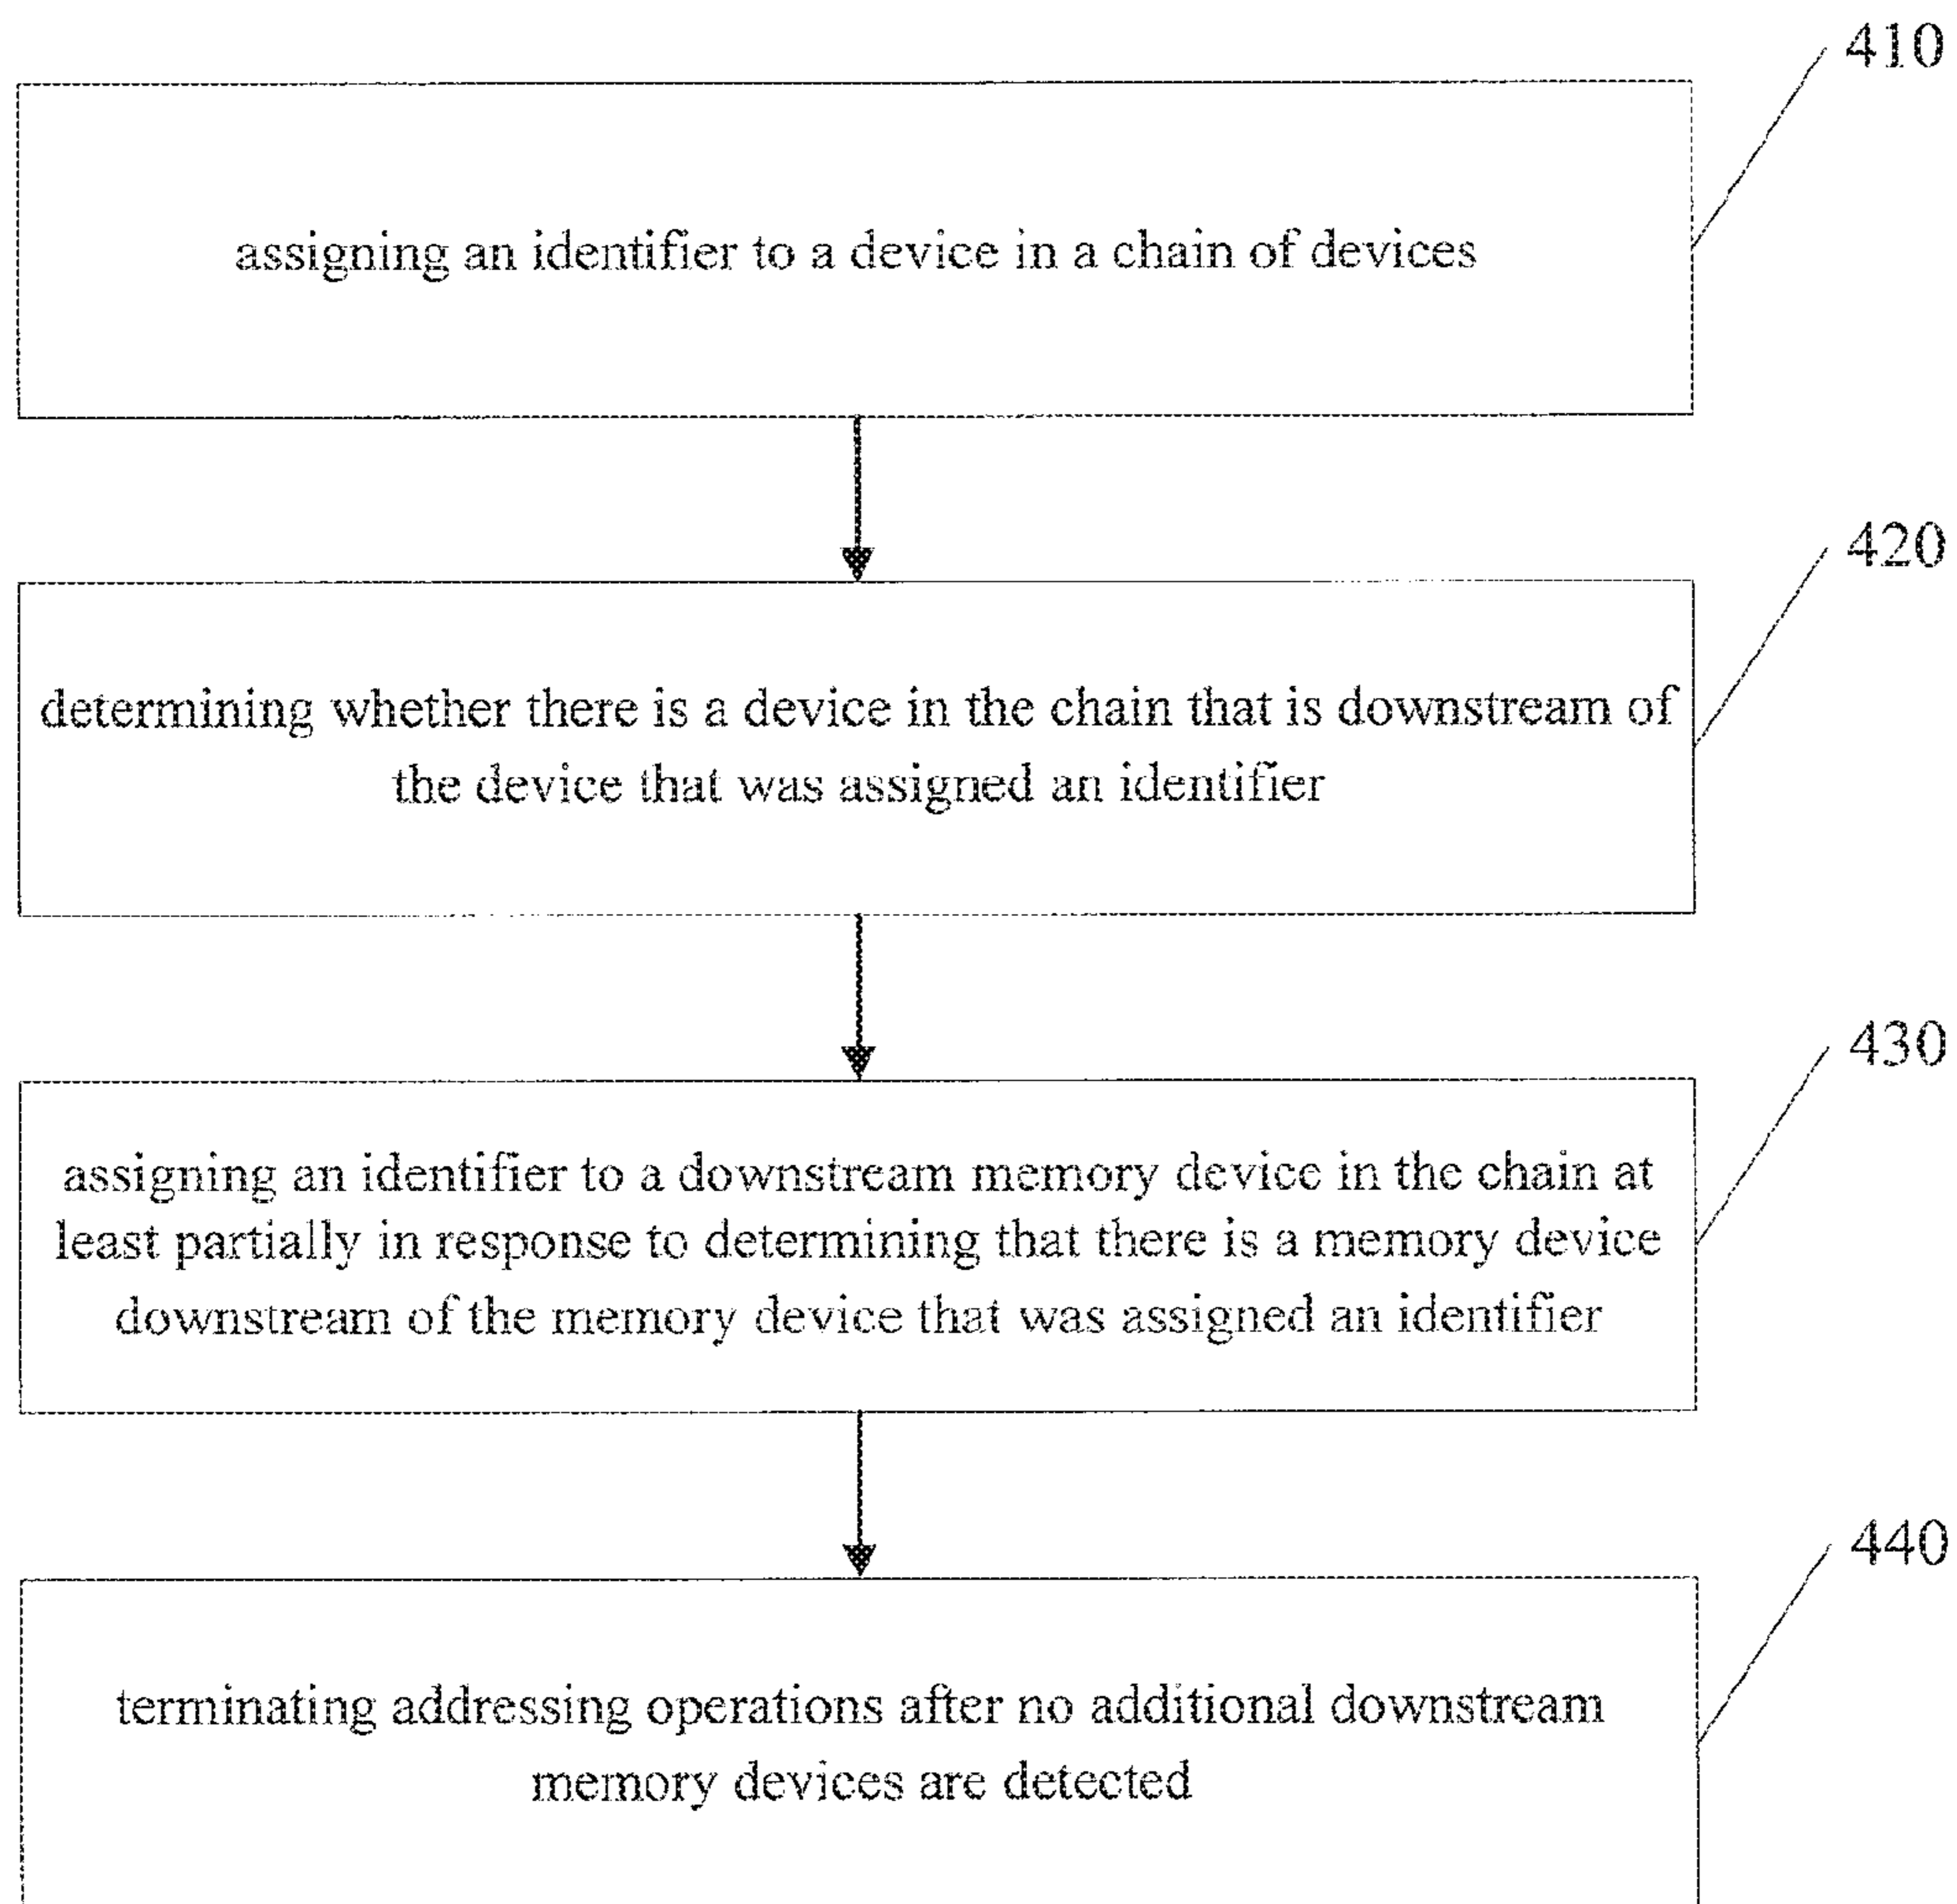 410
assigning an identifier to a device in a chain of devices
420
determining whether there is a device in the chain that is downstream of
the device that was assigned an identifier
430
assigning an identifier to a downstream memory device in the chain at
least partially in response to determining that there is a memory device
downstream of the memory device that was assigned an identifier
440
terminating addressing operations after no additional downstream
memory devices are detected